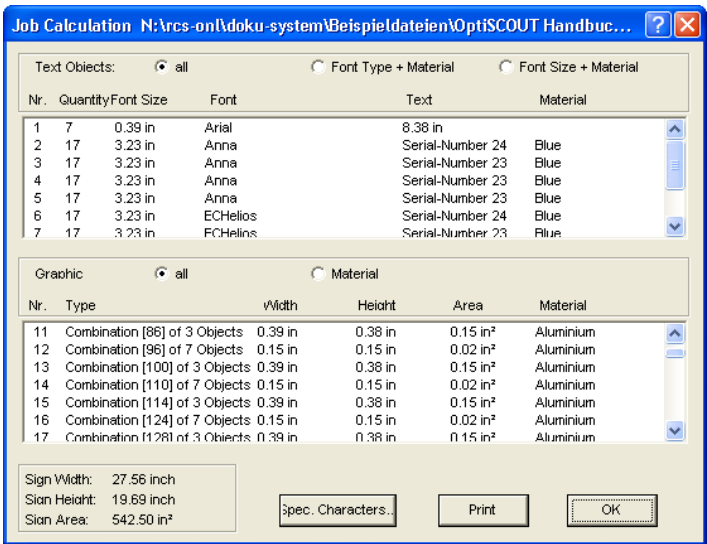 Job Calculation N:\rcs-onl\doku-system\Beispieldateien\OptiSCOUT Handbuc...
Text Objects: all Font Type + Material Font Size + Material
Nr. Quantity Font Size Font Text Material
1 7 0.39 in Arial 8.38 in
2 17 3.23 in Anna Serial-Number 24 Blue
3 17 3.23 in Anna Serial-Number 23 Blue
4 17 3.23 in Anna Serial-Number 23 Blue
5 17 3.23 in Anna Serial-Number 23 Blue
6 17 3.23 in ECHelios Serial-Number 24 Blue
7 17 3.23 in ECHelios Serial-Number 23 Blue
Graphic all Material
Nr. Type Width Height Area Material
11 Combination [86] of 3 Objects 0.39 in 0.38 in 0.15 in² Aluminium
12 Combination [96] of 7 Objects 0.15 in 0.15 in 0.02 in² Aluminium
13 Combination [100] of 3 Objects 0.39 in 0.38 in 0.15 in² Aluminium
14 Combination [110] of 7 Objects 0.15 in 0.15 in 0.02 in² Aluminium
15 Combination [114] of 3 Objects 0.39 in 0.38 in 0.15 in² Aluminium
16 Combination [124] of 7 Objects 0.15 in 0.15 in 0.02 in² Aluminium
17 Combination [128] of 3 Objects 0.39 in 0.38 in 0.15 in² Aluminium
Sign Width: 27.56 inch
Sign Height: 19.69 inch
Sign Area: 542.50 in²
Spec. Characters.. Print OK